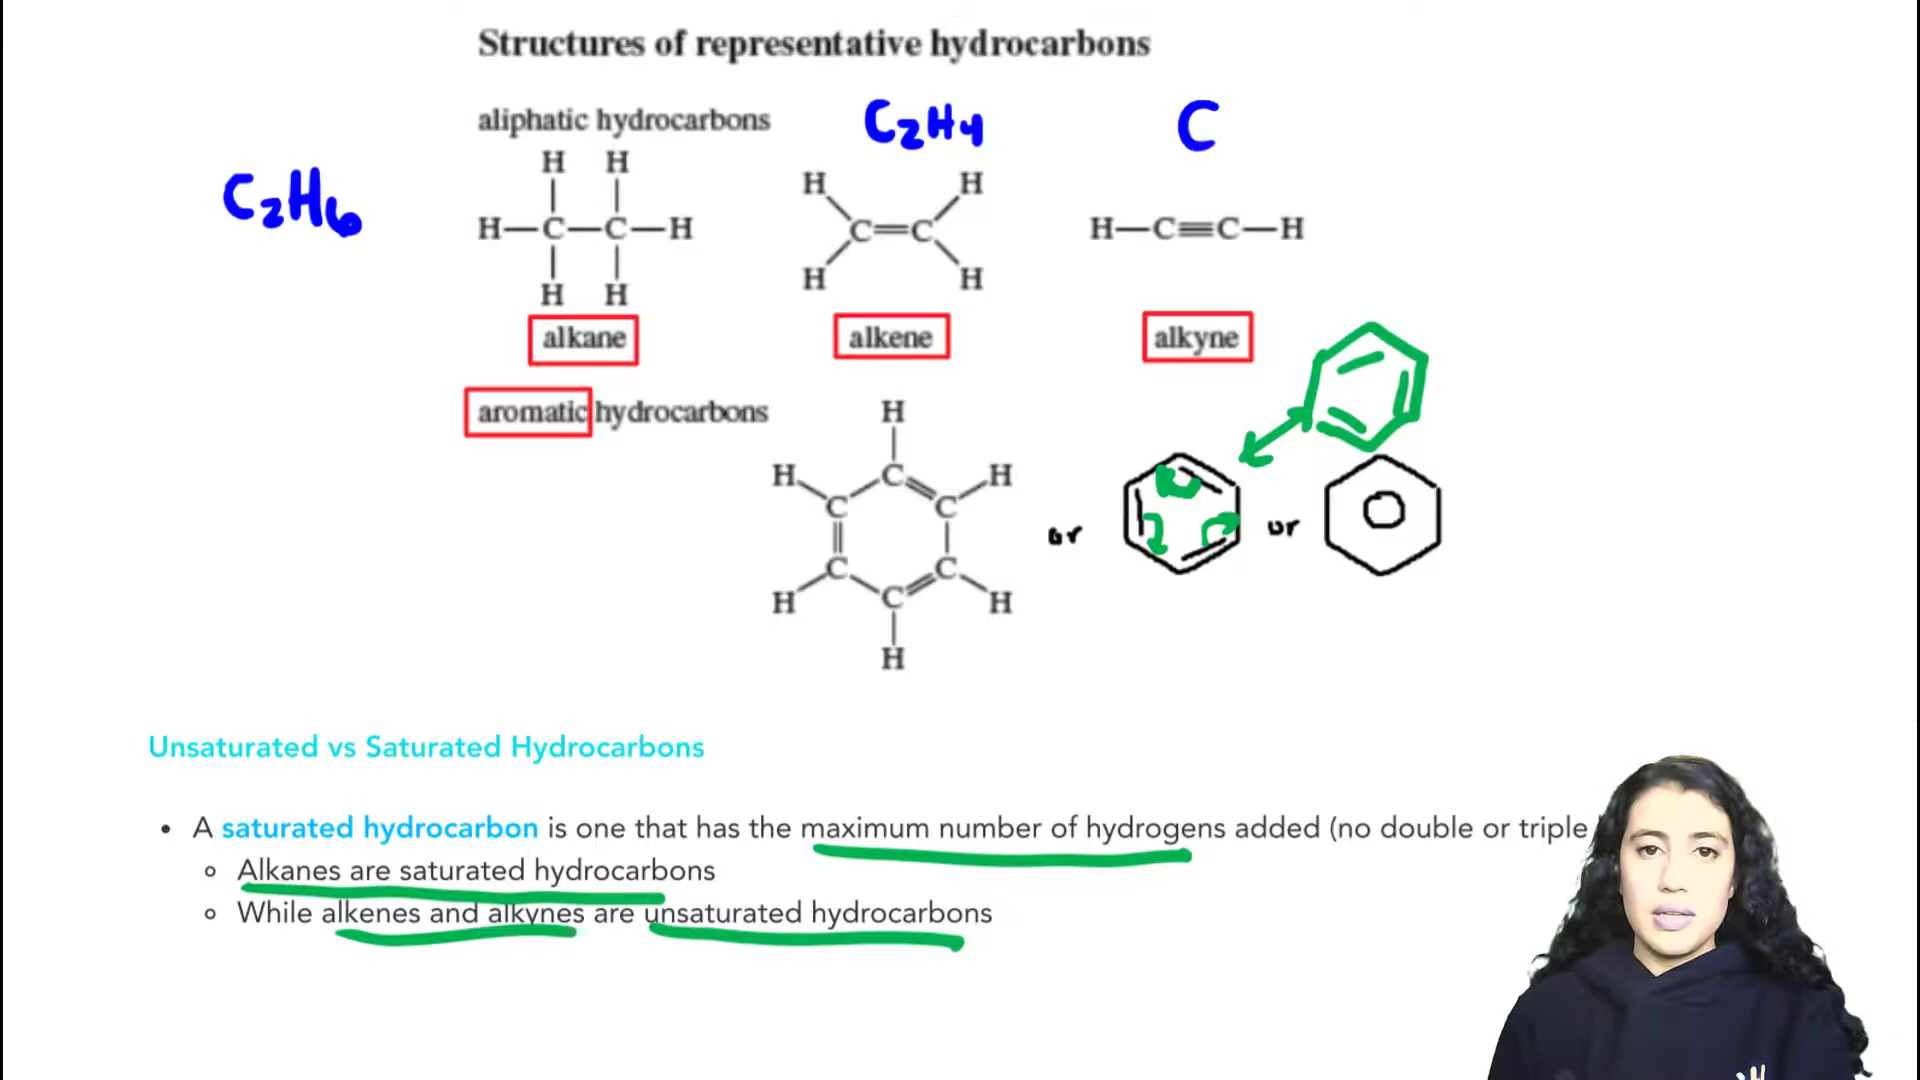 Structures of representative hydrocarbons
aliphatic hydrocarbons
C2H4
C
C2H6
H H
H—C—C—H
H H
H H
C=C
H H
H—C≡C—H
alkane
alkene
alkyne
aromatic hydrocarbons
H
H C H
C C
or
or
C C
H C H
H
Unsaturated vs Saturated Hydrocarbons
• A saturated hydrocarbon is one that has the maximum number of hydrogens added (no double or triple
Alkanes are saturated hydrocarbons
While alkenes and alkynes are unsaturated hydrocarbons